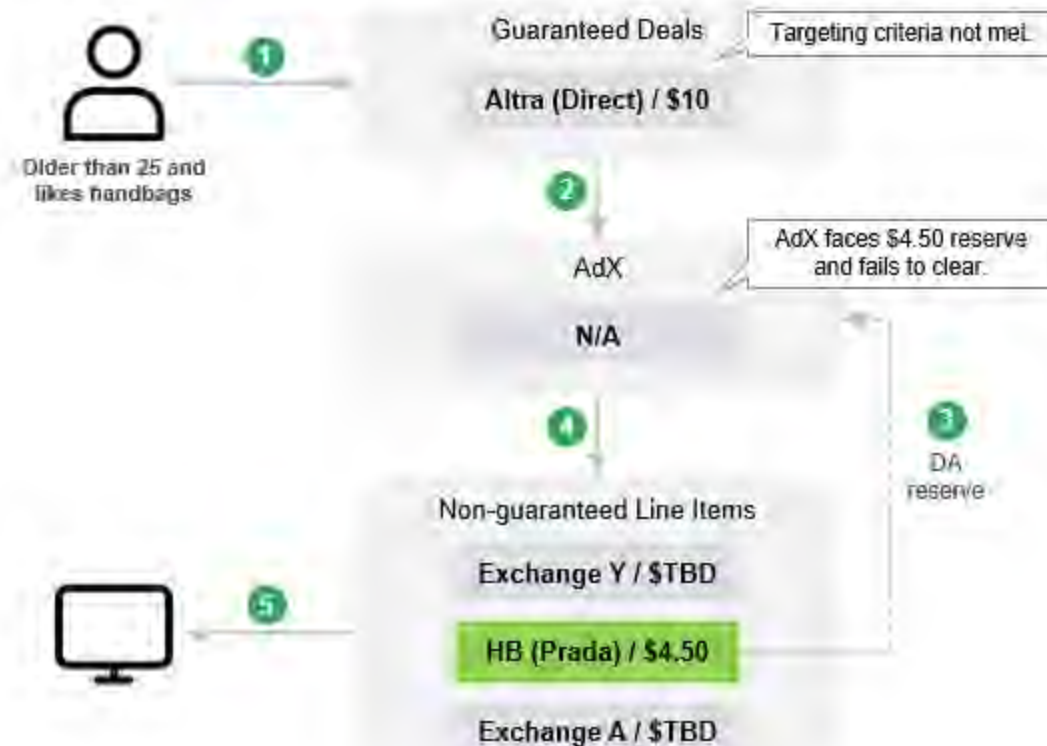 Guaranteed Deals
Targeting criteria not met.
1
Altra (Direct) / $10
Older than 25 and
likes handbags
2
AdX faces $4.50 reserve
and fails to clear.
AdX
N/A
3
DA
reserve
4
Non-guaranteed Line Items
Exchange Y / $TBD
5
HB (Prada) / $4.50
Exchange A / $TBD